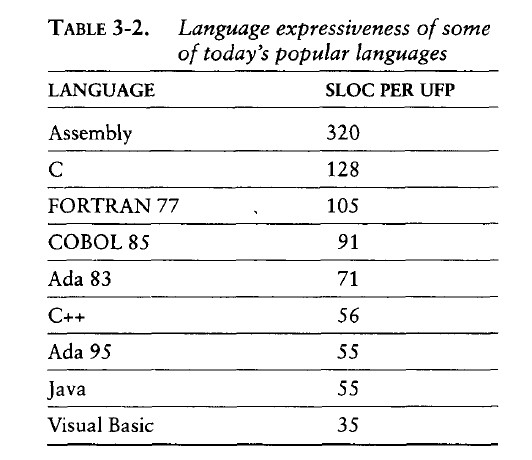 TABLE 3-2. Language expressiveness of some
of today's popular languages
LANGUAGE SLOC PER UFP
Assembly 320
C 128
FORTRAN 77 105
COBOL 85 91
Ada 83 71
C++ 56
Ada 95 55
Java 55
Visual Basic 35